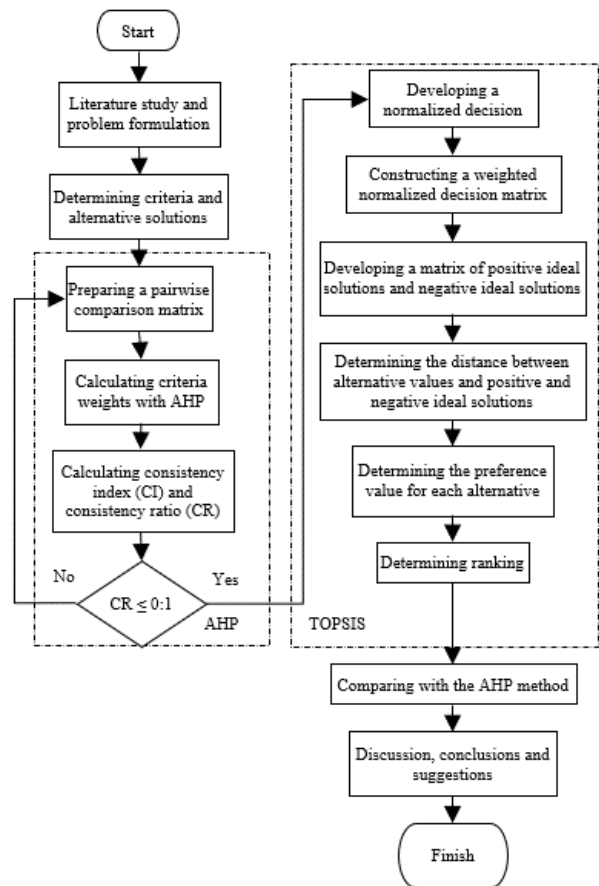 Start
Literature study and
problem formulation
Determining criteria and
alternative solutions
Preparing a pairwise
comparison matrix
Calculating criteria
weights with AHP
Calculating consistency
index (CI) and
consistency ratio (CR)
No
Yes
CR ≤ 0:1
AHP
Developing a
normalized decision
Constructing a weighted
normalized decision matrix
Developing a matrix of positive ideal
solutions and negative ideal solutions
Determining the distance between
alternative values and positive and
negative ideal solutions
Determining the preference
value for each alternative
Determining ranking
TOPSIS
Comparing with the AHP method
Discussion, conclusions and
suggestions
Finish